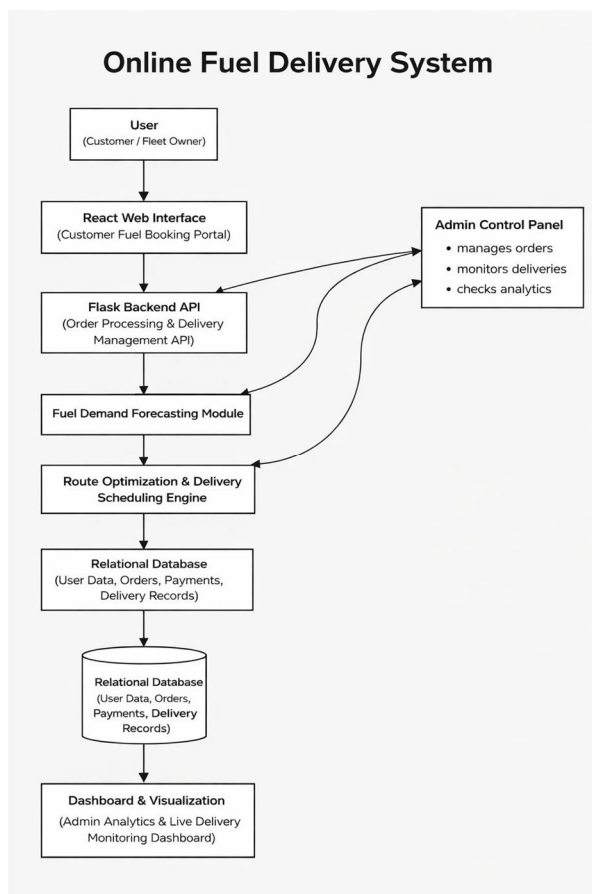 Online Fuel Delivery System
User
(Customer / Fleet Owner)
React Web Interface
(Customer Fuel Booking Portal)
Admin Control Panel
• manages orders
• monitors deliveries
• checks analytics
Flask Backend API
(Order Processing & Delivery
Management API)
Fuel Demand Forecasting Module
Route Optimization & Delivery
Scheduling Engine
Relational Database
(User Data, Orders, Payments,
Delivery Records)
Relational Database
(User Data, Orders,
Payments, Delivery
Records)
Dashboard & Visualization
(Admin Analytics & Live Delivery
Monitoring Dashboard)